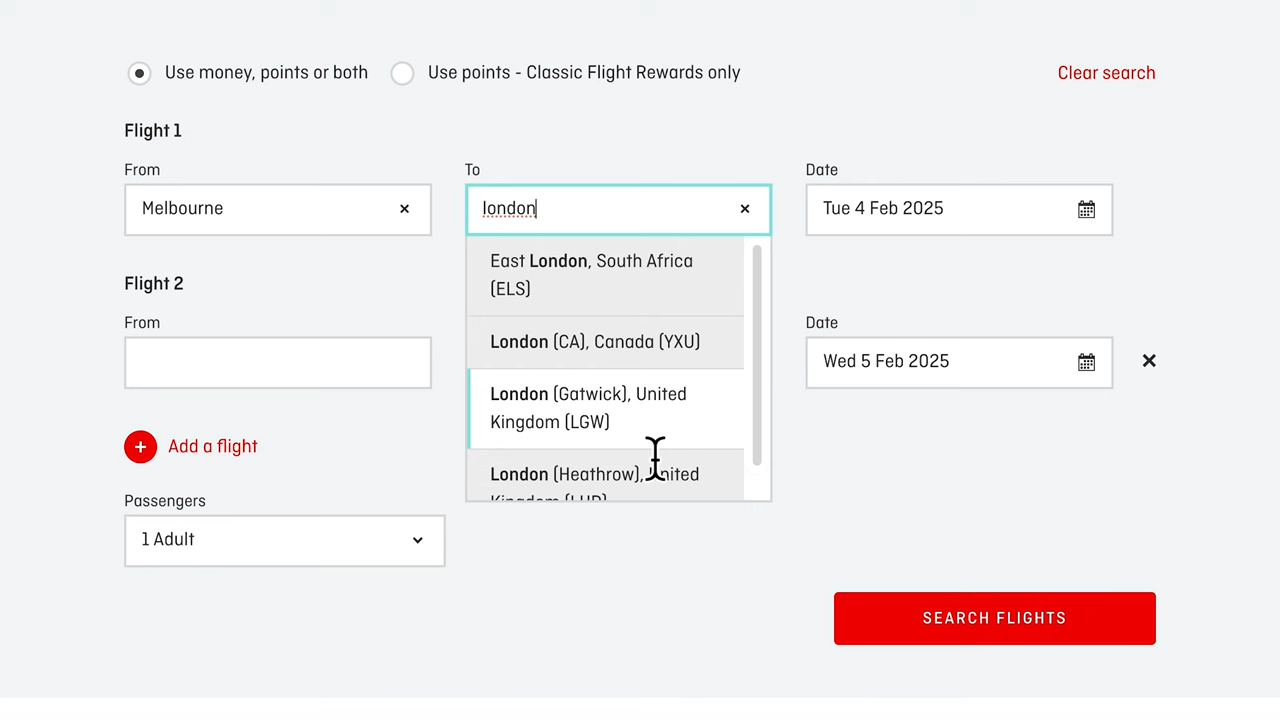 Use money, points or both
Use points - Classic Flight Rewards only
Clear search
Flight 1
From
To
Date
Melbourne
london
Tue 4 Feb 2025
East London, South Africa
(ELS)
London (CA), Canada (YXU)
London (Gatwick), United
Kingdom (LGW)
London (Heathrow), United
Kingdom (LHR)
Flight 2
From
Date
Wed 5 Feb 2025
Add a flight
Passengers
1 Adult
SEARCH FLIGHTS